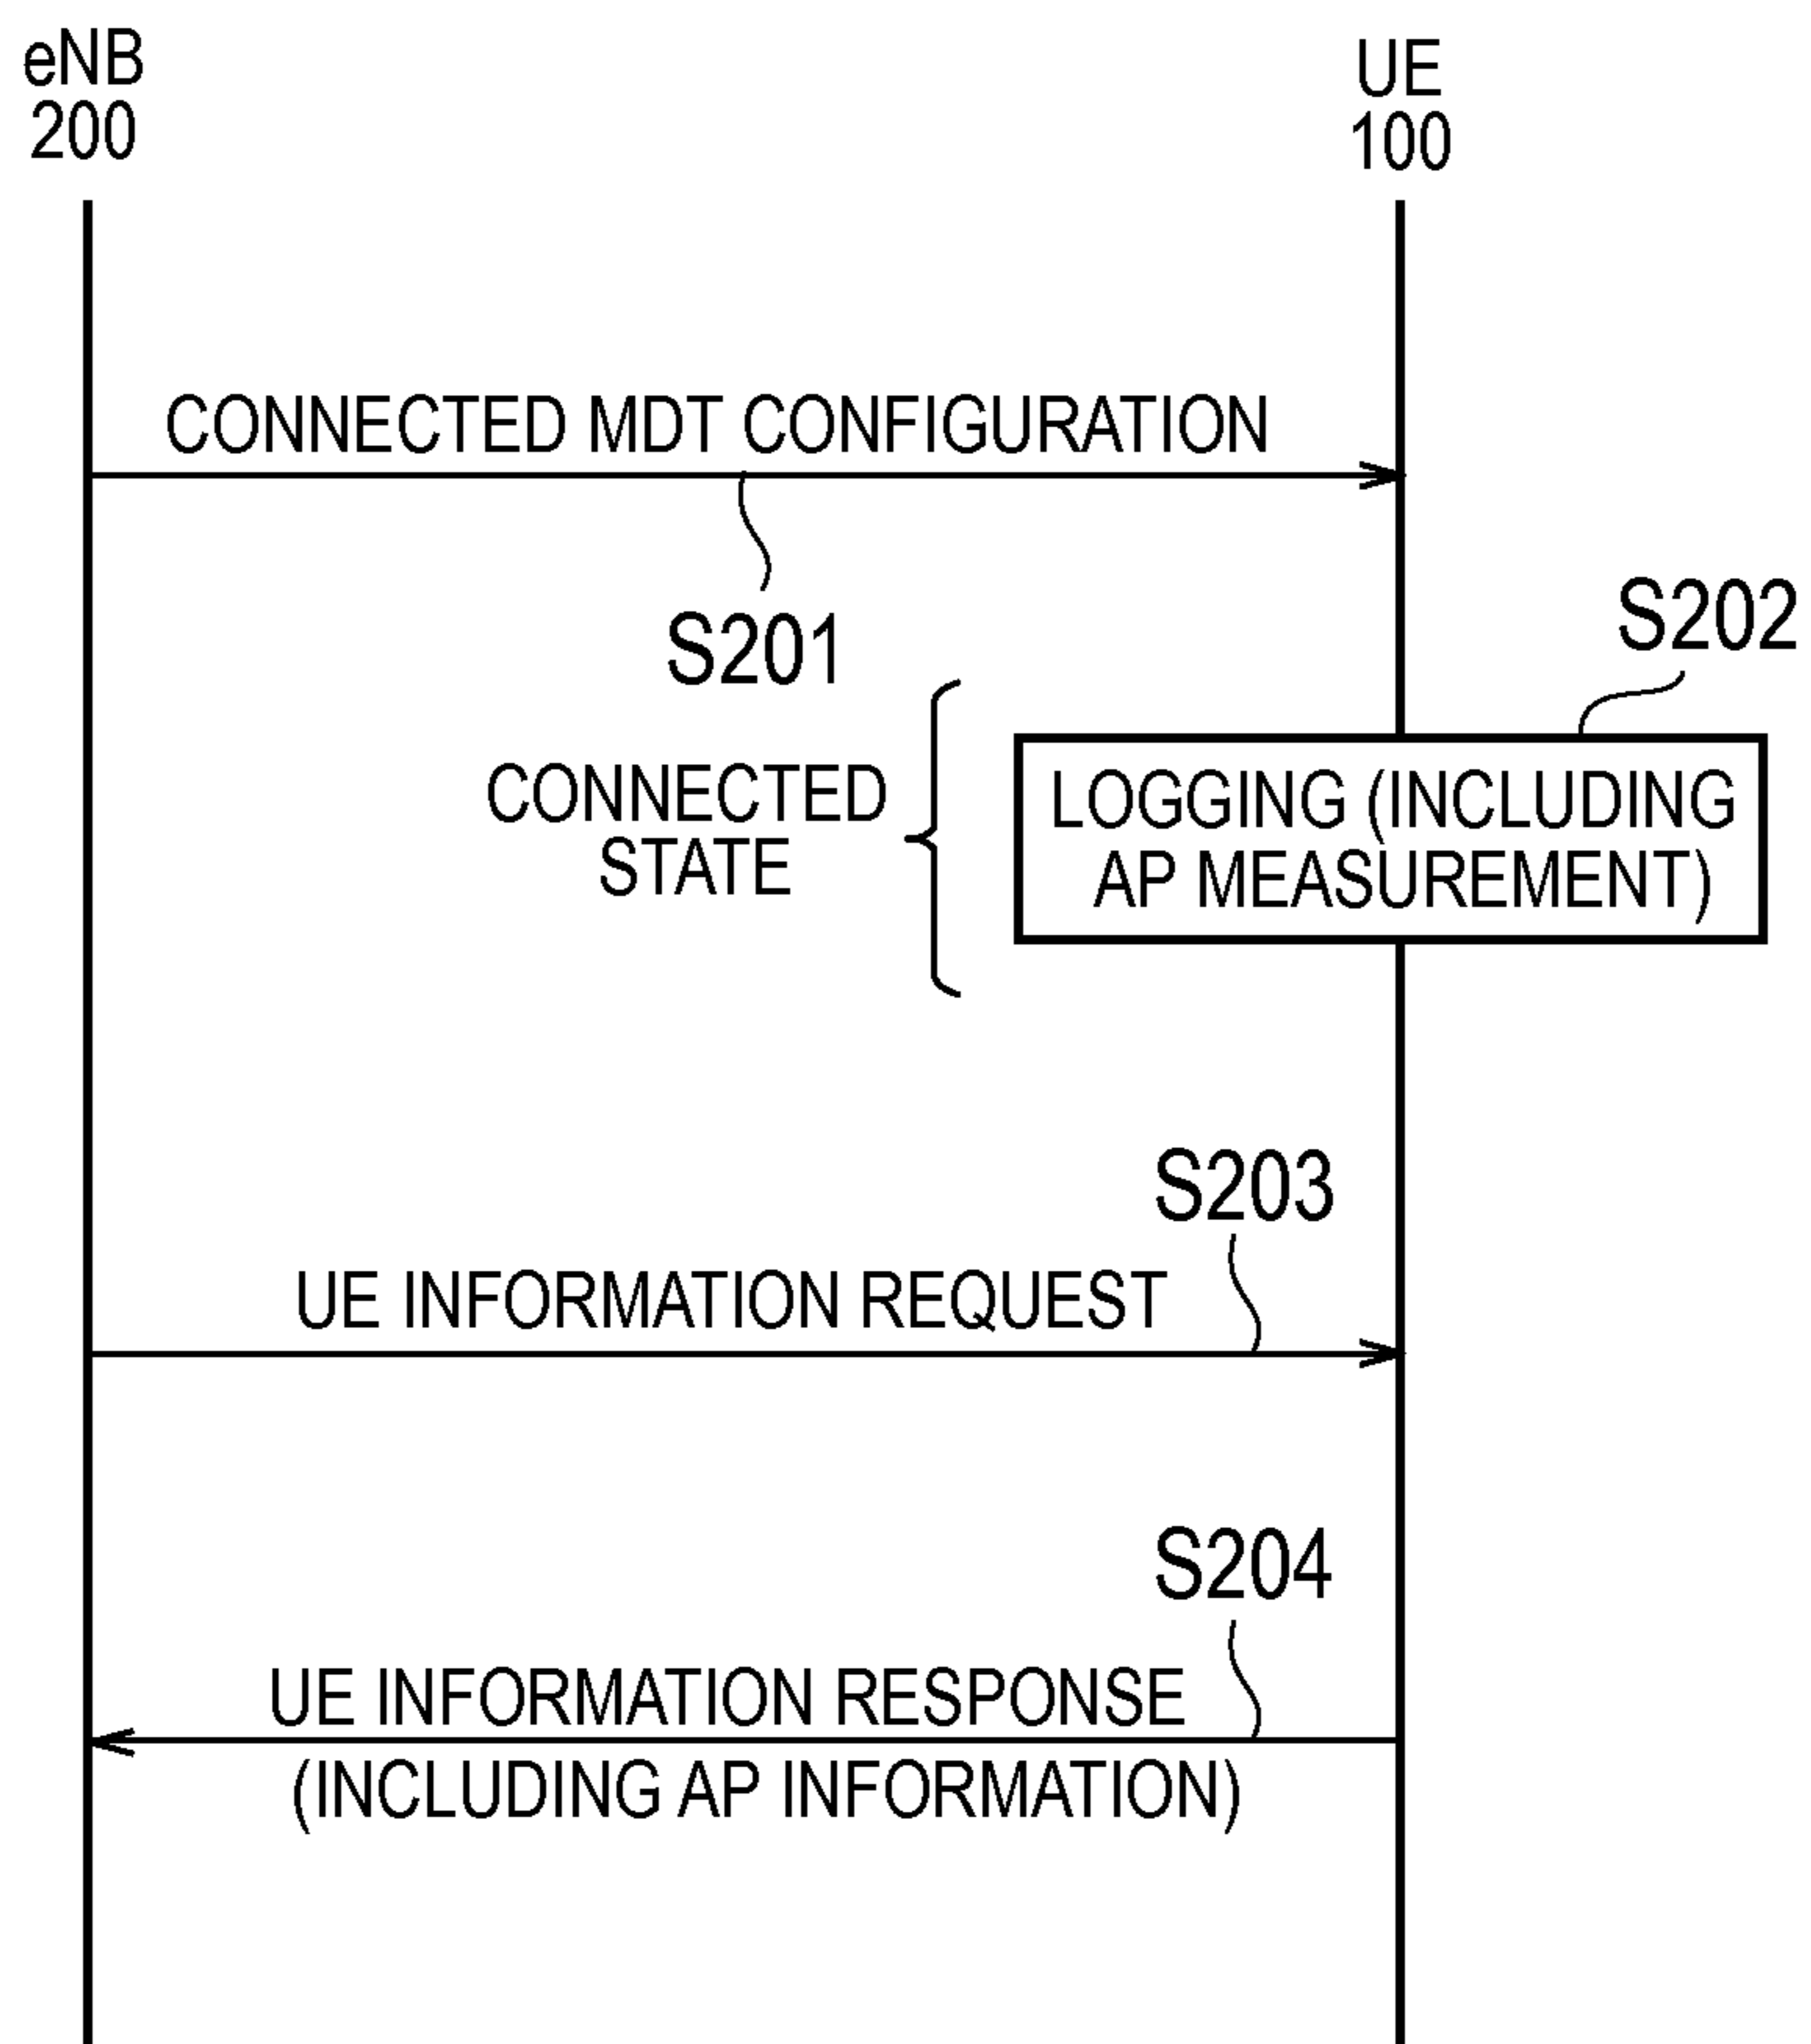 eNB
200
UE
100
CONNECTED MDT CONFIGURATION
S201
S202
CONNECTED
STATE
LOGGING (INCLUDING
AP MEASUREMENT)
S203
UE INFORMATION REQUEST
S204
UE INFORMATION RESPONSE
(INCLUDING AP INFORMATION)